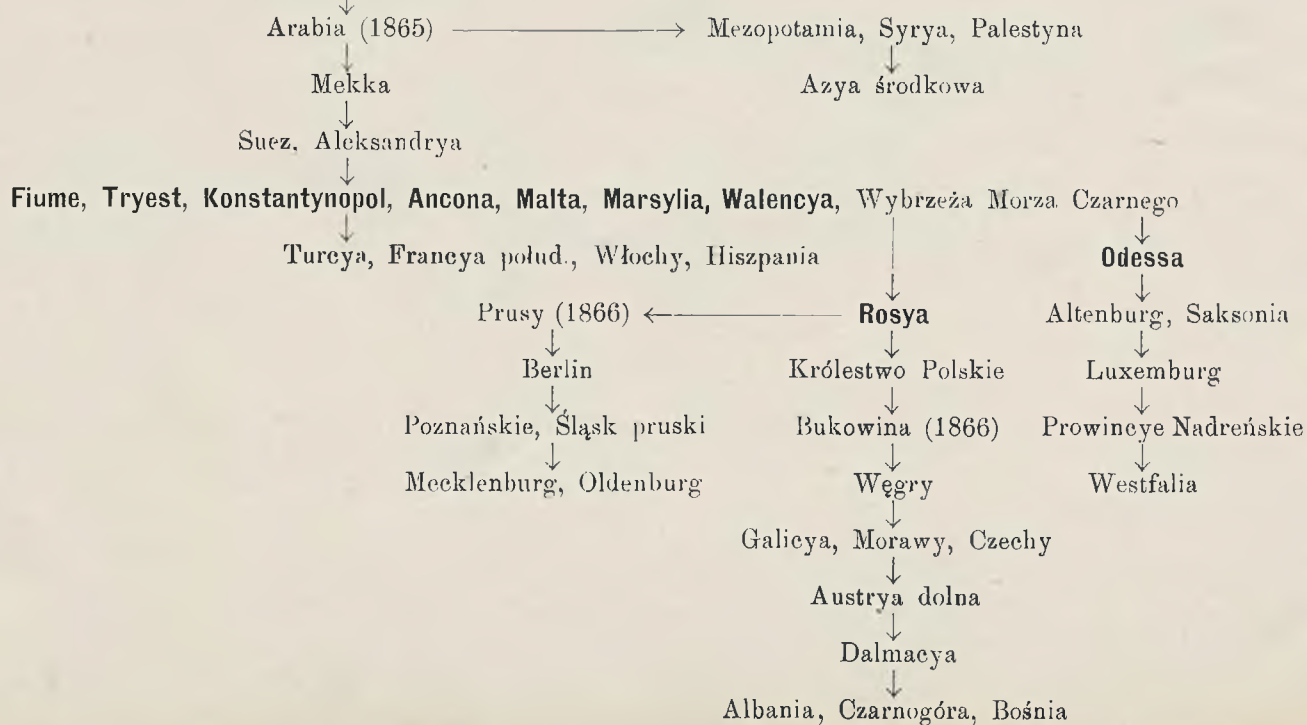 Arabia (1865) → Mezopotamia, Syrya, Palestyna
Mekka Azya środkowa
Suez, Aleksandrya
Fiume, Tryest, Konstantynopol, Ancona, Malta, Marsylia, Walencya, Wybrzeża Morza Czarnego
Turcya, Francya połud., Włochy, Hiszpania Odessa
Prusy (1866) ← Rosya Altenburg, Saksonia
Berlin Królestwo Polskie Luxemburg
Poznańskie, Śląsk pruski Bukowina (1866) Prowincye Nadreńskie
Mecklenburg, Oldenburg Węgry Westfalia
Galicya, Morawy, Czechy
Austrya dolna
Dalmacya
Albania, Czarnogóra, Bośnia